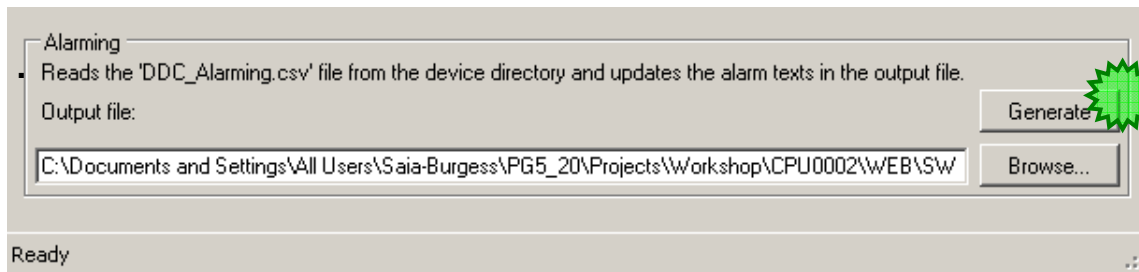 Alarming
Reads the 'DDC_Alarming.csv' file from the device directory and updates the alarm texts in the output file.
Output file:
Generate
C:\Documents and Settings\All Users\Saia-Burgess\PG5_20\Projects\Workshop\CPU0002\WEB\SW
Browse...
Ready